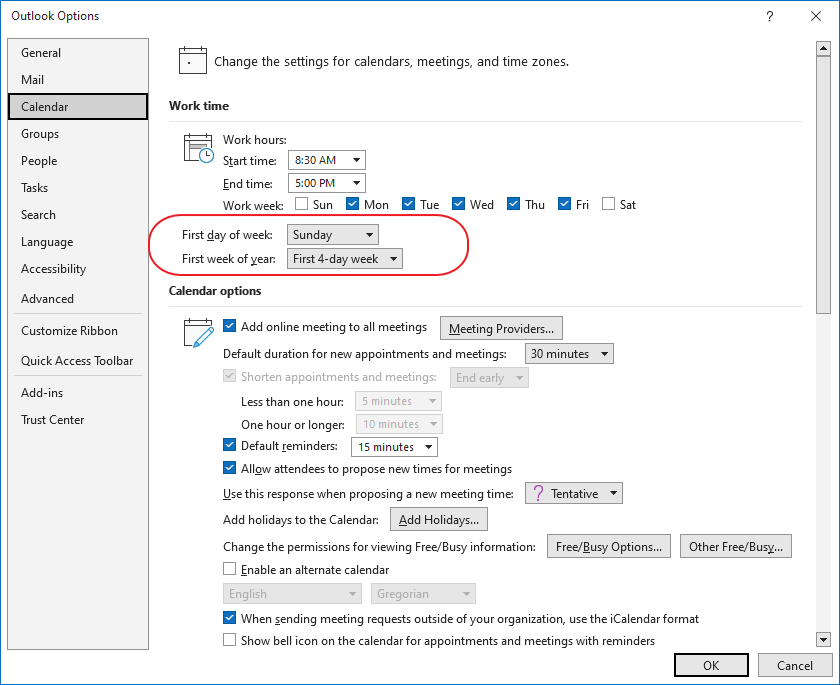 Outlook Options ?
General
Mail
Calendar
Groups
People
Tasks
Search
Language
Accessibility
Advanced
Customize Ribbon
Quick Access Toolbar
Add-ins
Trust Center
Change the settings for calendars, meetings, and time zones.
Work time
Work hours:
Start time: 8:30 AM
End time: 5:00 PM
Work week: Sun Mon Tue Wed Thu Fri Sat
First day of week: Sunday
First week of year: First 4-day week
Calendar options
Add online meeting to all meetings Meeting Providers...
Default duration for new appointments and meetings: 30 minutes
Shorten appointments and meetings: End early
Less than one hour: 5 minutes
One hour or longer: 10 minutes
Default reminders: 15 minutes
Allow attendees to propose new times for meetings
Use this response when proposing a new meeting time: ? Tentative
Add holidays to the Calendar: Add Holidays...
Change the permissions for viewing Free/Busy information: Free/Busy Options... Other Free/Busy...
Enable an alternate calendar
English Gregorian
When sending meeting requests outside of your organization, use the iCalendar format
Show bell icon on the calendar for appointments and meetings with reminders
OK Cancel